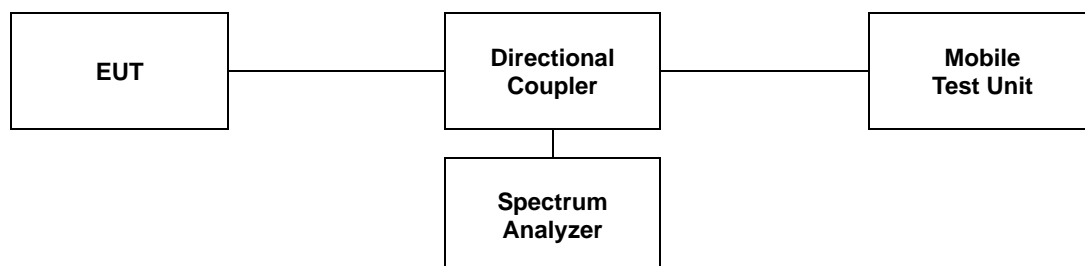 EUT
Directional
Coupler
Mobile
Test Unit
Spectrum
Analyzer